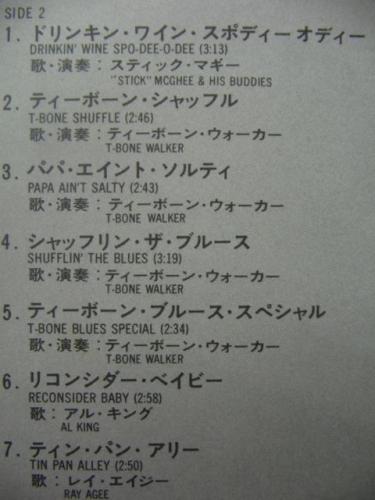 SIDE 2
1. ドリンキン・ワイン・スポディー オディー
DRINKIN' WINE SPO-DEE-O-DEE (3:13)
歌・演奏：スティック・マギー
"STICK" MCGHEE & HIS BUDDIES
2. ティーボーン・シャッフル
T-BONE SHUFFLE (2:46)
歌・演奏：ティーボーン・ウォーカー
T-BONE WALKER
3. パパ・エイント・ソルティ
PAPA AIN'T SALTY (2:43)
歌・演奏：ティーボーン・ウォーカー
T-BONE WALKER
4. シャッフリン・ザ・ブルース
SHUFFLIN' THE BLUES (3:19)
歌・演奏：ティーボーン・ウォーカー
T-BONE WALKER
5. ティーボーン・ブルース・スペシャル
T-BONE BLUES SPECIAL (2:34)
歌・演奏：ティーボーン・ウォーカー
T-BONE WALKER
6. リコンシダー・ベイビー
RECONSIDER BABY (2:58)
歌：アル・キング
AL KING
7. ティン・パン・アリー
TIN PAN ALLEY (2:50)
歌：レイ・エイジー
RAY AGEE